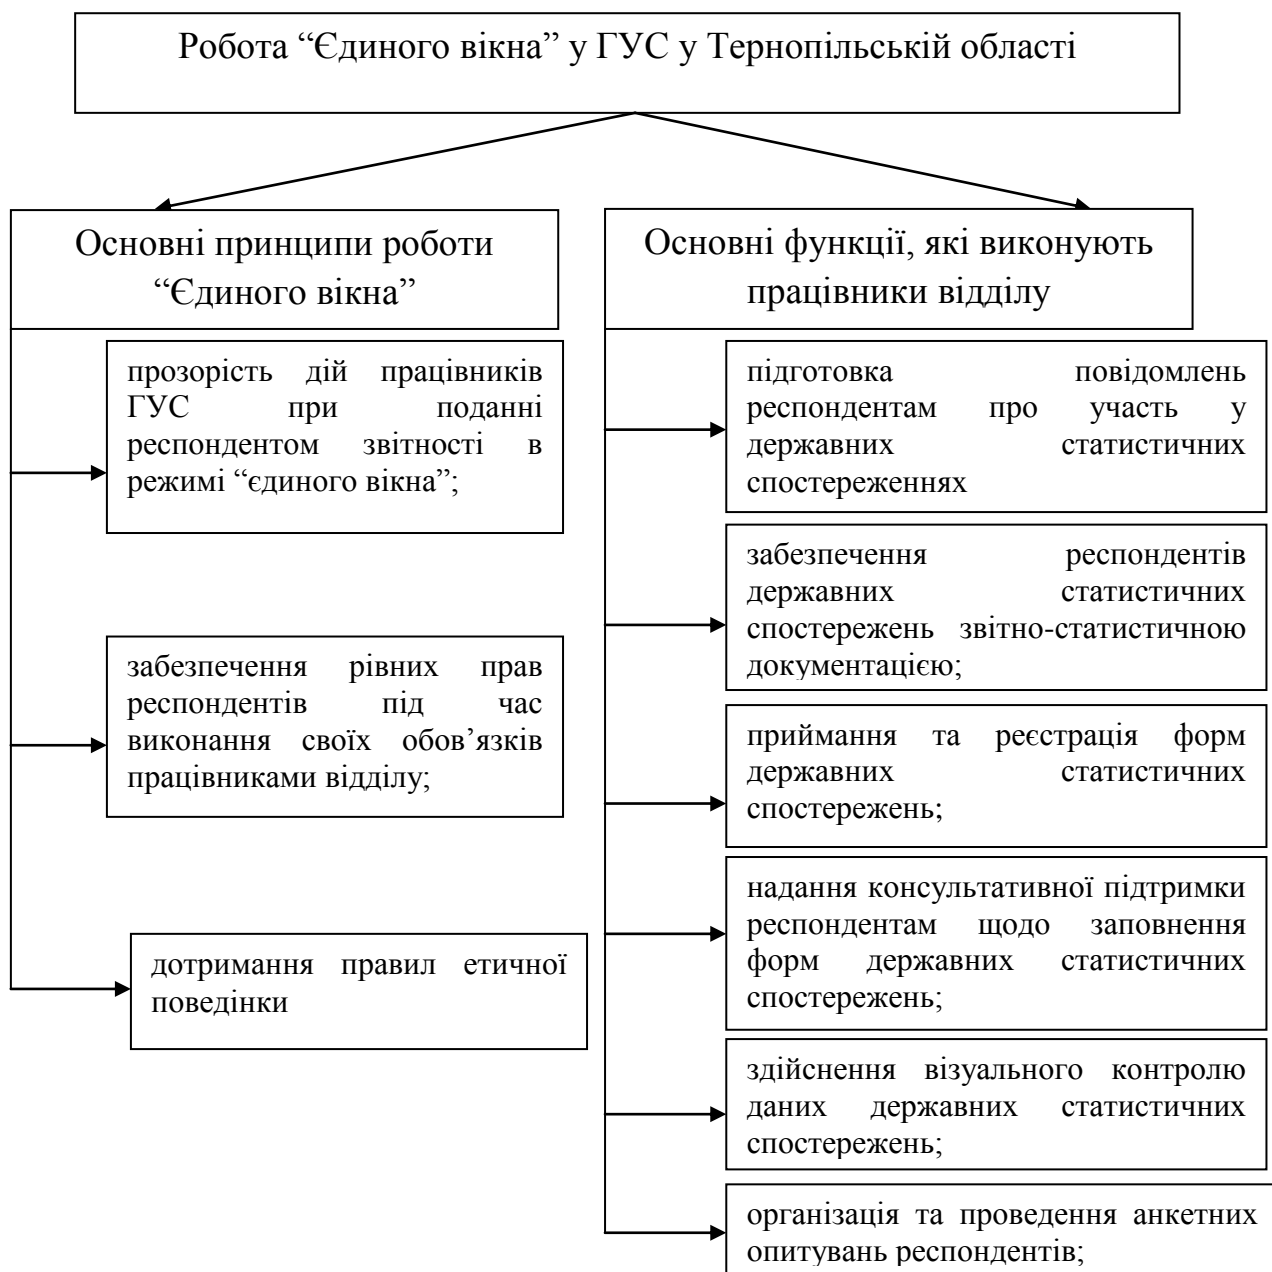 Робота “Єдиного вікна” у ГУС у Тернопільській області
Основні принципи роботи
“Єдиного вікна”
прозорість дій працівників
ГУС при поданні
респондентом звітності в
режимі “єдиного вікна”;
забезпечення рівних прав
респондентів під час
виконання своїх обов’язків
працівниками відділу;
дотримання правил етичної
поведінки
Основні функції, які виконують
працівники відділу
підготовка повідомлень
респондентам про участь у
державних статистичних
спостереженнях
забезпечення респондентів
державних статистичних
спостережень звітно-статистичною
документацією;
приймання та реєстрація форм
державних статистичних
спостережень;
надання консультативної підтримки
респондентам щодо заповнення
форм державних статистичних
спостережень;
здійснення візуального контролю
даних державних статистичних
спостережень;
організація та проведення анкетних
опитувань респондентів;